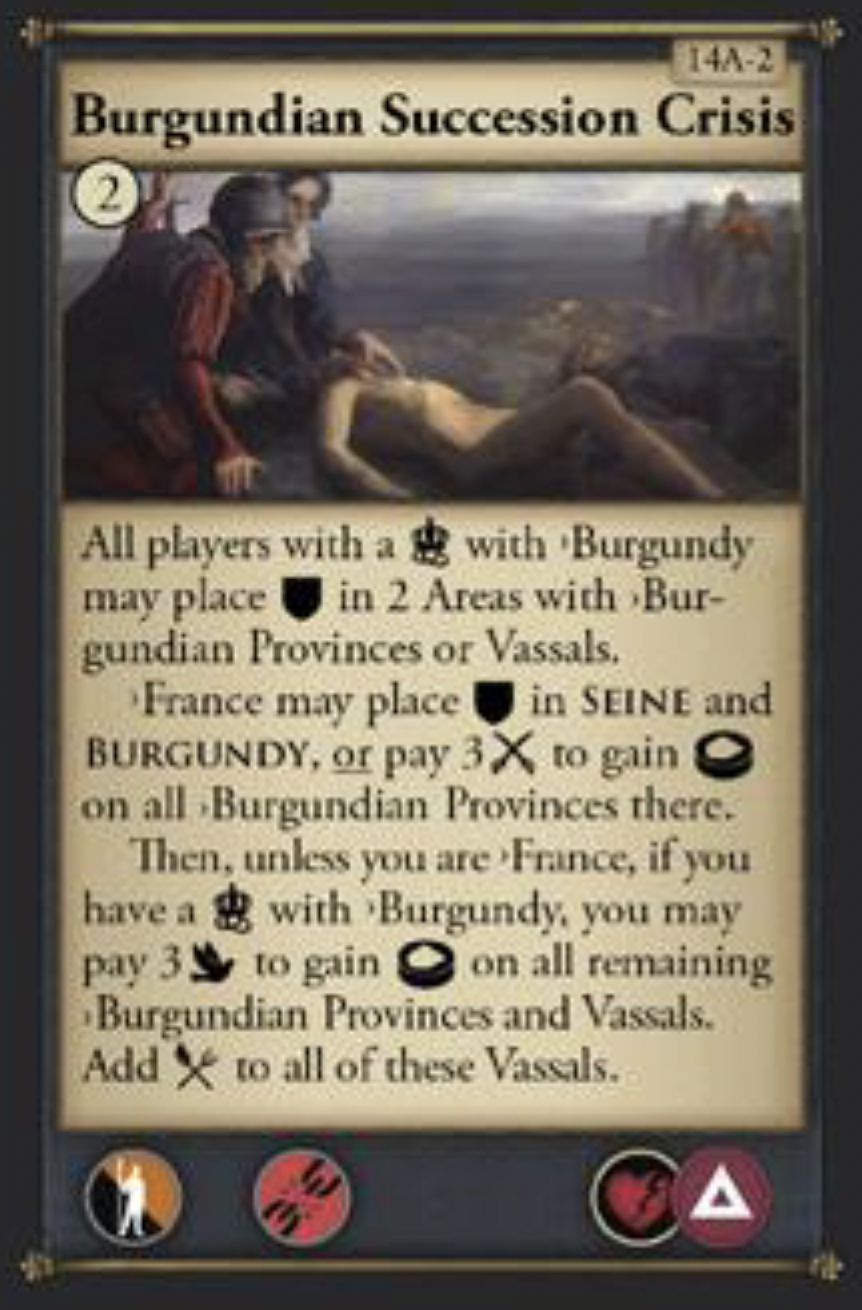 14A-2
Burgundian Succession Crisis
2
All players with a with ›Burgundy
may place in 2 Areas with ›Bur-
gundian Provinces or Vassals.
›France may place in SEINE and
BURGUNDY, or pay 3 to gain
on all ›Burgundian Provinces there.
Then, unless you are ›France, if you
have a with ›Burgundy, you may
pay 3 to gain on all remaining
›Burgundian Provinces and Vassals.
Add to all of these Vassals.